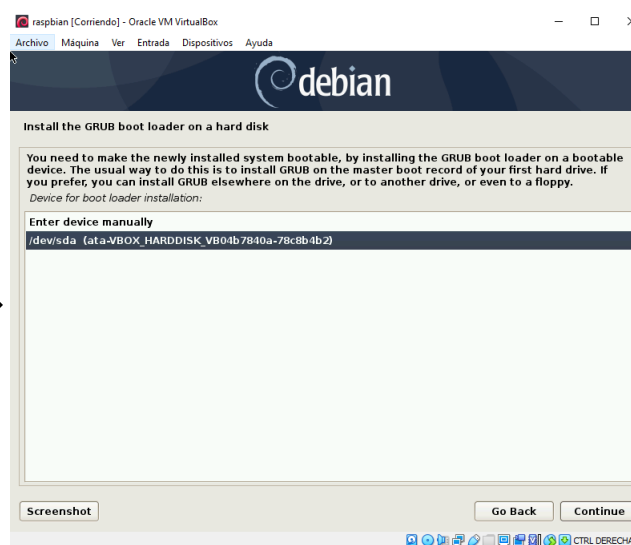 raspbian [Corriendo] - Oracle VM VirtualBox
Archivo Máquina Ver Entrada Dispositivos Ayuda
debian
Install the GRUB boot loader on a hard disk
You need to make the newly installed system bootable, by installing the GRUB boot loader on a bootable
device. The usual way to do this is to install GRUB on the master boot record of your first hard drive. If
you prefer, you can install GRUB elsewhere on the drive, or to another drive, or even to a floppy.
Device for boot loader installation:
Enter device manually
/dev/sda (ata-VBOX_HARDDISK_VB04b7840a-78c8b4b2)
Screenshot Go Back Continue
CTRL DERECHA